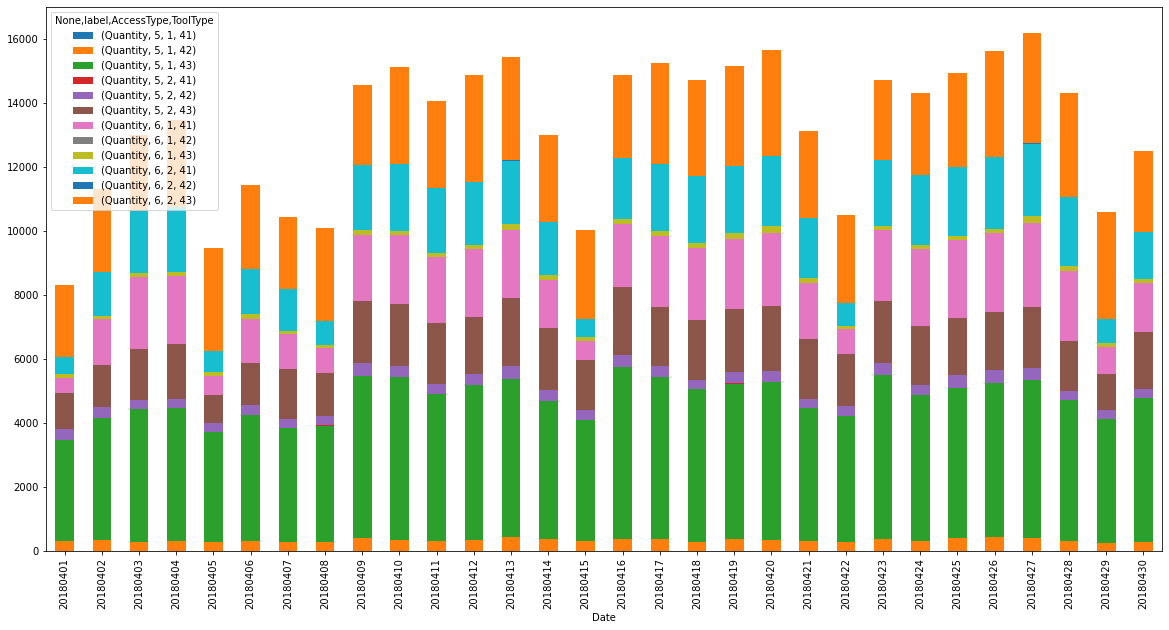 None,label,AccessType,ToolType
(Quantity, 5, 1, 41)
(Quantity, 5, 1, 42)
(Quantity, 5, 1, 43)
(Quantity, 5, 2, 41)
(Quantity, 5, 2, 42)
(Quantity, 5, 2, 43)
(Quantity, 6, 1, 41)
(Quantity, 6, 1, 42)
(Quantity, 6, 1, 43)
(Quantity, 6, 2, 41)
(Quantity, 6, 2, 42)
(Quantity, 6, 2, 43)
16000
14000
12000
10000
8000
6000
4000
2000
0
20180401
20180402
20180403
20180404
20180405
20180406
20180407
20180408
20180409
20180410
20180411
20180412
20180413
20180414
20180415
20180416
20180417
20180418
20180419
20180420
20180421
20180422
20180423
20180424
20180425
20180426
20180427
20180428
20180429
20180430
Date